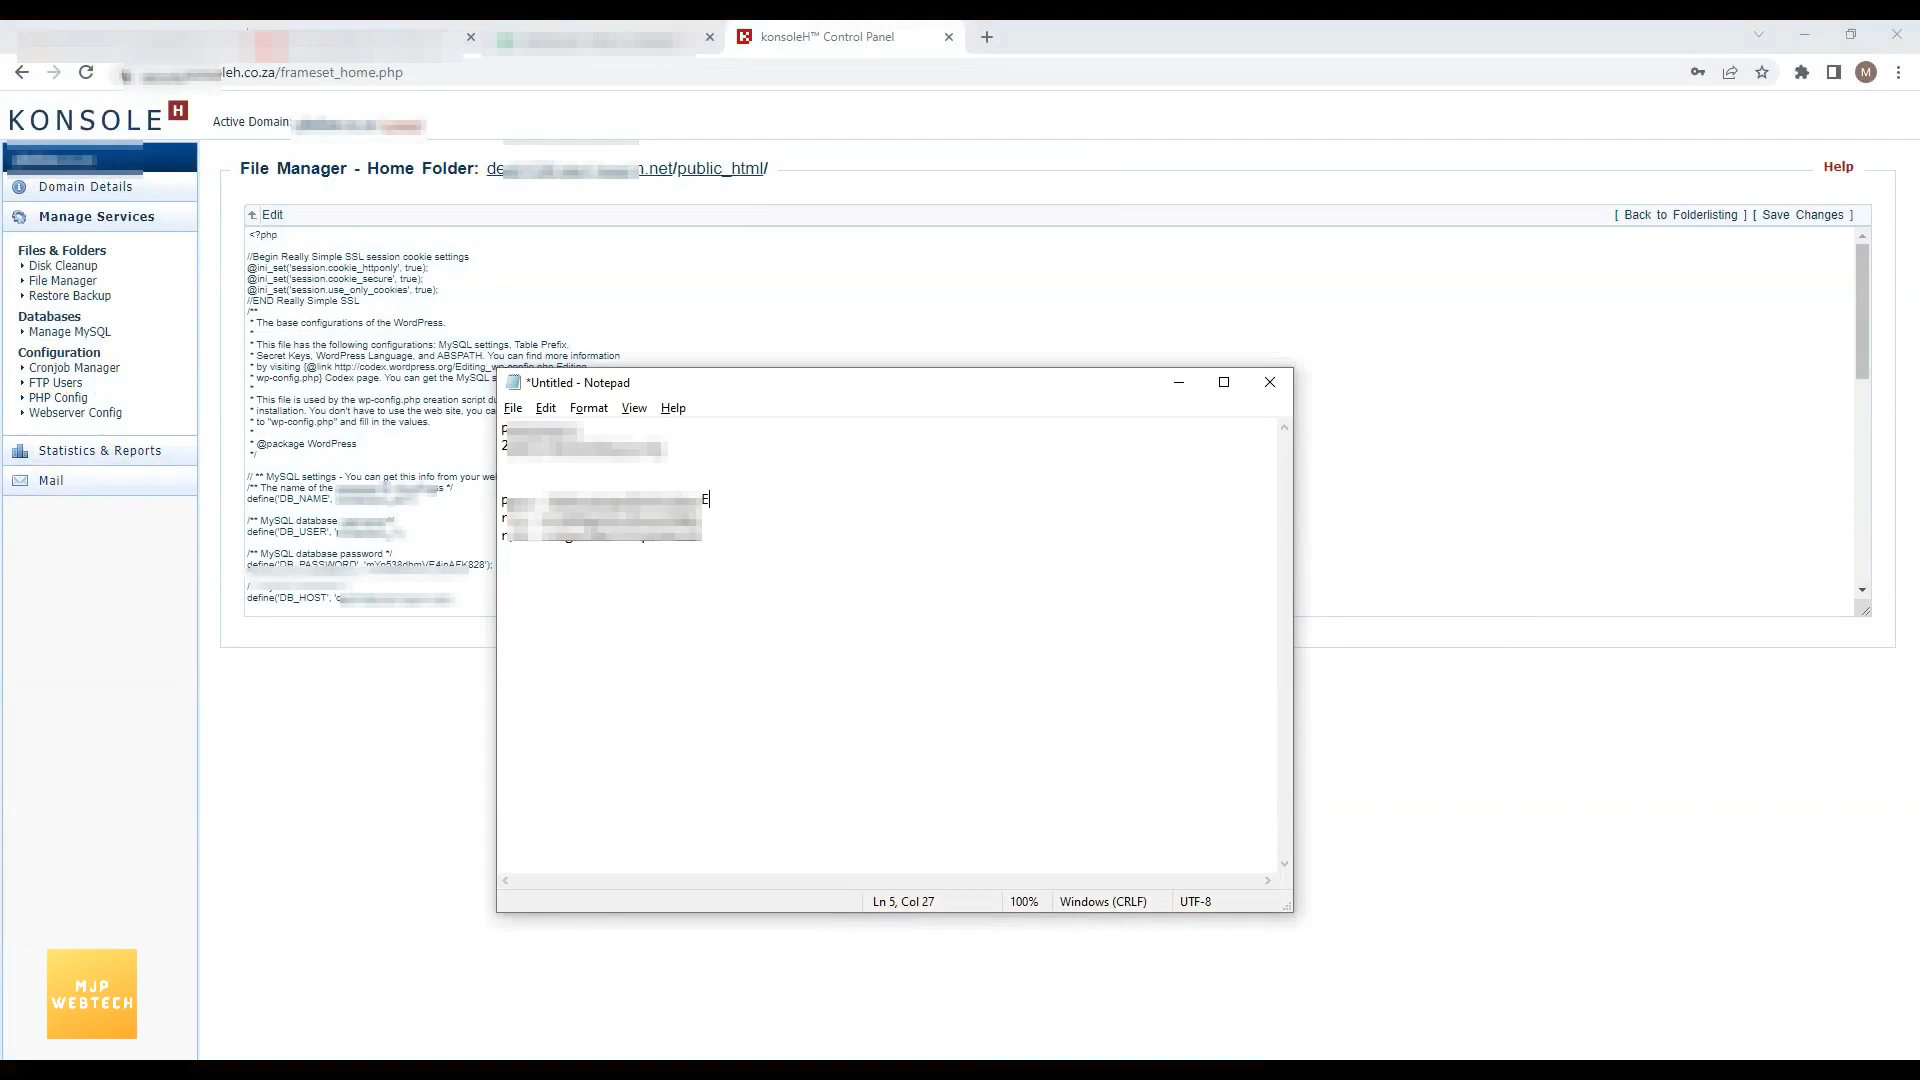 konsoleH™ Control Panel
leh.co.za/frameset_home.php
M
KONSOLE H
Active Domain:
Domain Details
Manage Services
Files & Folders
Disk Cleanup
File Manager
Restore Backup
Databases
Manage MySQL
Configuration
Cronjob Manager
FTP Users
PHP Config
Webserver Config
Statistics & Reports
Mail
File Manager - Home Folder: de n.net/public_html/
Help
Edit
[ Back to Folderlisting ] [ Save Changes ]
<?php
//Begin Really Simple SSL session cookie settings
@ini_set('session.cookie_httponly', true);
@ini_set('session.cookie_secure', true);
@ini_set('session.use_only_cookies', true);
//END Really Simple SSL
/**
* The base configurations of the WordPress.
*
* This file has the following configurations: MySQL settings, Table Prefix,
* Secret Keys, WordPress Language, and ABSPATH. You can find more information
* by visiting {@link http://codex.wordpress.org/Editing_wp-config.php Editing
* wp-config.php} Codex page. You can get the MySQL s
*
* This file is used by the wp-config.php creation script du
* installation. You don't have to use the web site, you ca
* to "wp-config.php" and fill in the values.
*
* @package WordPress
*/
// ** MySQL settings - You can get this info from your we
/** The name of the */
define('DB_NAME', '
/** MySQL database
define('DB_USER', '
/** MySQL database password */
define('DB_PASSWORD',
/
define('DB_HOST', '
*Untitled - Notepad
File Edit Format View Help
p
2
p E
Ln 5, Col 27
100%
Windows (CRLF)
UTF-8
MJP
WEBTECH